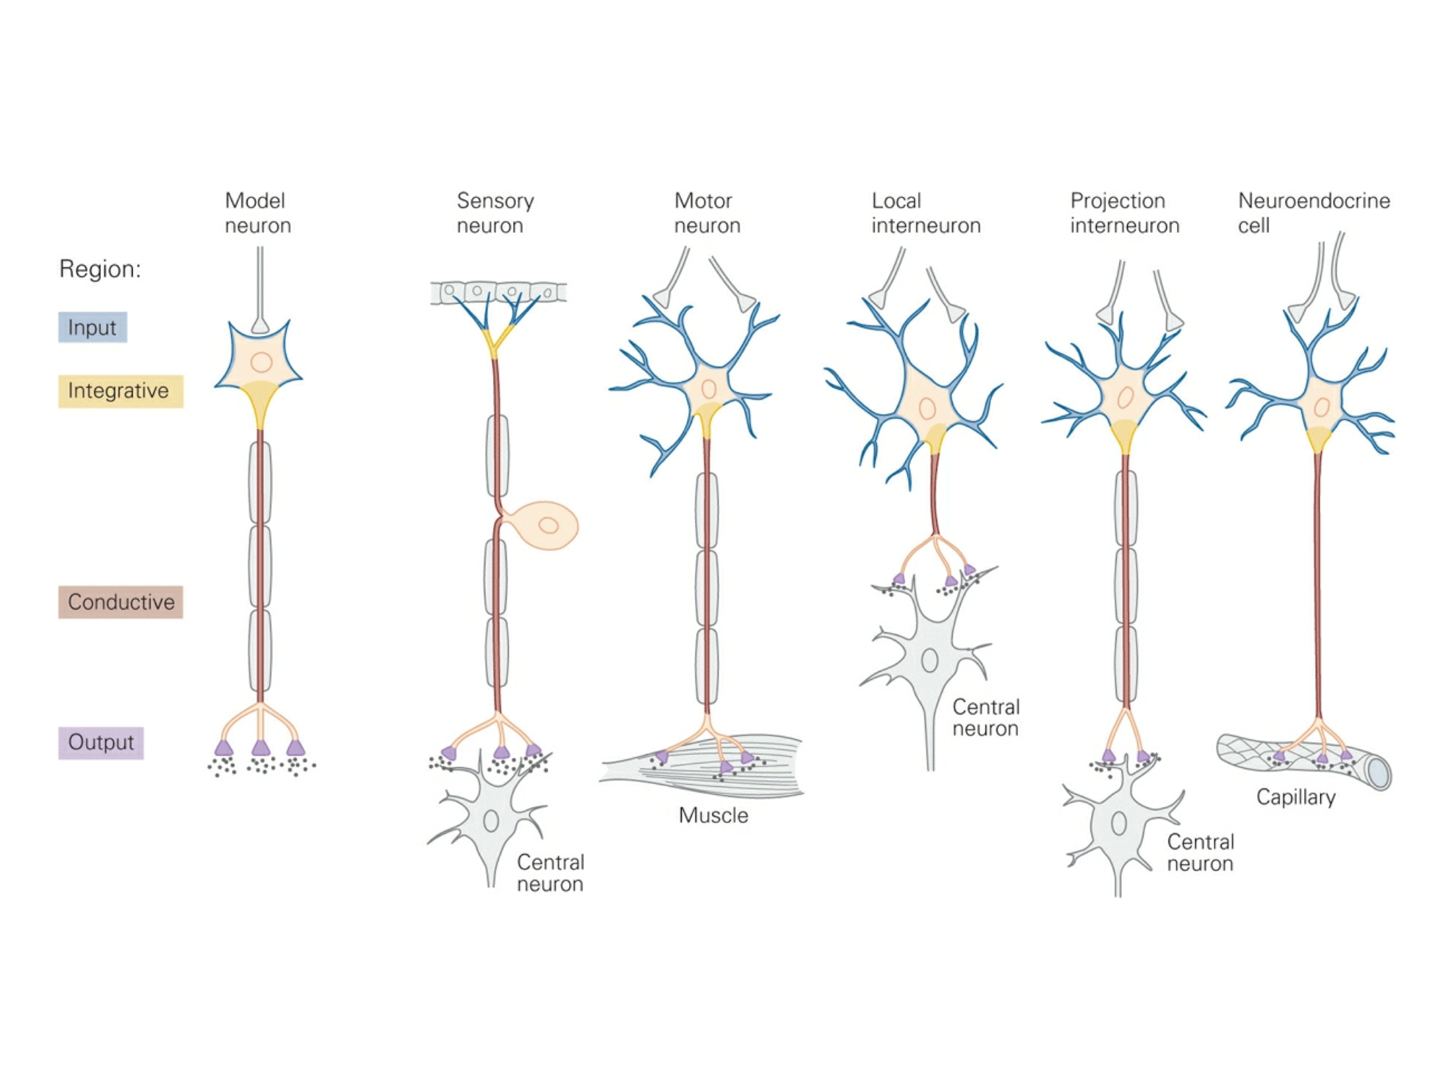 Model
neuron
Sensory
neuron
Motor
neuron
Local
interneuron
Projection
interneuron
Neuroendocrine
cell
Region:
Input
Integrative
Conductive
Output
Central
neuron
Muscle
Central
neuron
Central
neuron
Capillary